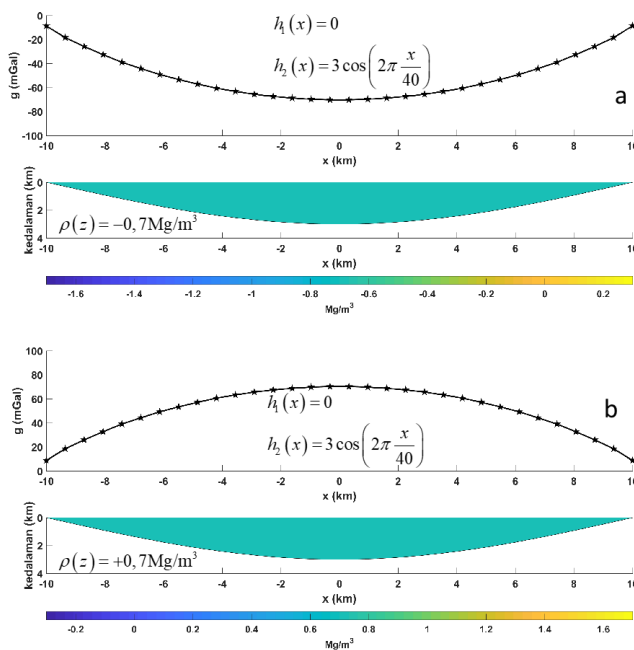 0
-20
-40
-60
-80
-100
g (mGal)
h₁(x)=0
h₂(x)=3cos(2π x/40)
a
-10 -8 -6 -4 -2 0 2 4 6 8 10
x (km)
0
2
4
kedalaman (km)
ρ(z)=−0,7Mg/m³
-10 -8 -6 -4 -2 0 2 4 6 8 10
x (km)
-1.6 -1.4 -1.2 -1 -0.8 -0.6 -0.4 -0.2 0 0.2
Mg/m³
100
80
60
40
20
0
g (mGal)
h₁(x)=0
h₂(x)=3cos(2π x/40)
b
-10 -8 -6 -4 -2 0 2 4 6 8 10
x (km)
0
2
4
kedalaman (km)
ρ(z)=+0,7Mg/m³
-10 -8 -6 -4 -2 0 2 4 6 8 10
x (km)
-0.2 0 0.2 0.4 0.6 0.8 1 1.2 1.4 1.6
Mg/m³